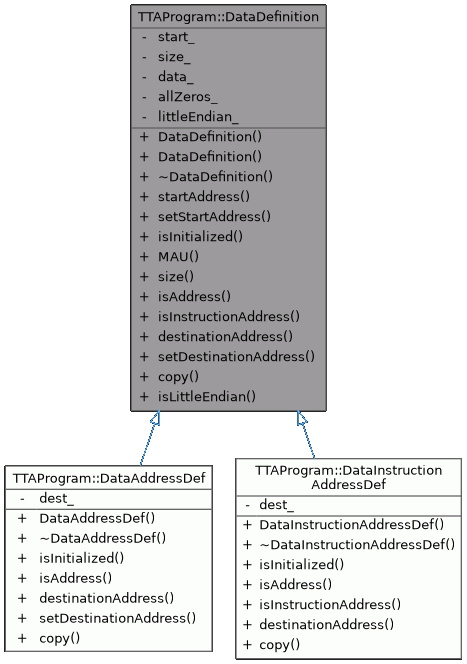 TTAProgram::DataDefinition
- start_
- size_
- data_
- allZeros_
- littleEndian_
+ DataDefinition()
+ DataDefinition()
+ ~DataDefinition()
+ startAddress()
+ setStartAddress()
+ isInitialized()
+ MAU()
+ size()
+ isAddress()
+ isInstructionAddress()
+ destinationAddress()
+ setDestinationAddress()
+ copy()
+ isLittleEndian()
TTAProgram::DataAddressDef
- dest_
+ DataAddressDef()
+ ~DataAddressDef()
+ isInitialized()
+ isAddress()
+ destinationAddress()
+ setDestinationAddress()
+ copy()
TTAProgram::DataInstruction
AddressDef
- dest_
+ DataInstructionAddressDef()
+ ~DataInstructionAddressDef()
+ isInitialized()
+ isAddress()
+ isInstructionAddress()
+ destinationAddress()
+ copy()